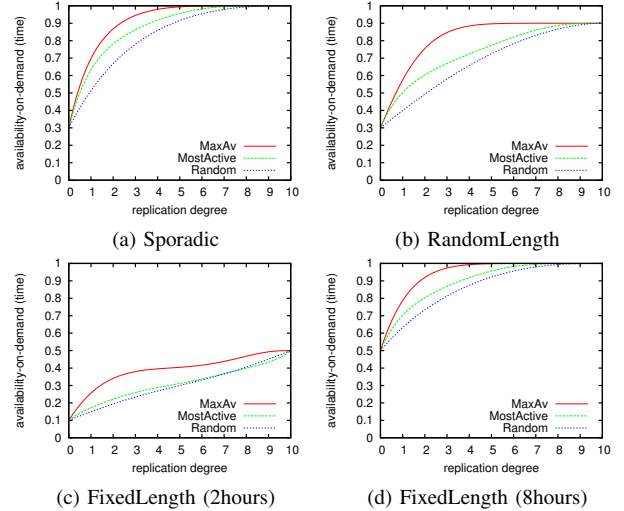 availability-on-demand (time)
1
0.9
0.8
0.7
0.6
0.5
0.4
0.3
0.2
0.1
0
MaxAv
MostActive
Random
0 1 2 3 4 5 6 7 8 9 10
replication degree
(a) Sporadic
availability-on-demand (time)
1
0.9
0.8
0.7
0.6
0.5
0.4
0.3
0.2
0.1
0
MaxAv
MostActive
Random
0 1 2 3 4 5 6 7 8 9 10
replication degree
(b) RandomLength
availability-on-demand (time)
1
0.9
0.8
0.7
0.6
0.5
0.4
0.3
0.2
0.1
0
MaxAv
MostActive
Random
0 1 2 3 4 5 6 7 8 9 10
replication degree
(c) FixedLength (2hours)
availability-on-demand (time)
1
0.9
0.8
0.7
0.6
0.5
0.4
0.3
0.2
0.1
0
MaxAv
MostActive
Random
0 1 2 3 4 5 6 7 8 9 10
replication degree
(d) FixedLength (8hours)